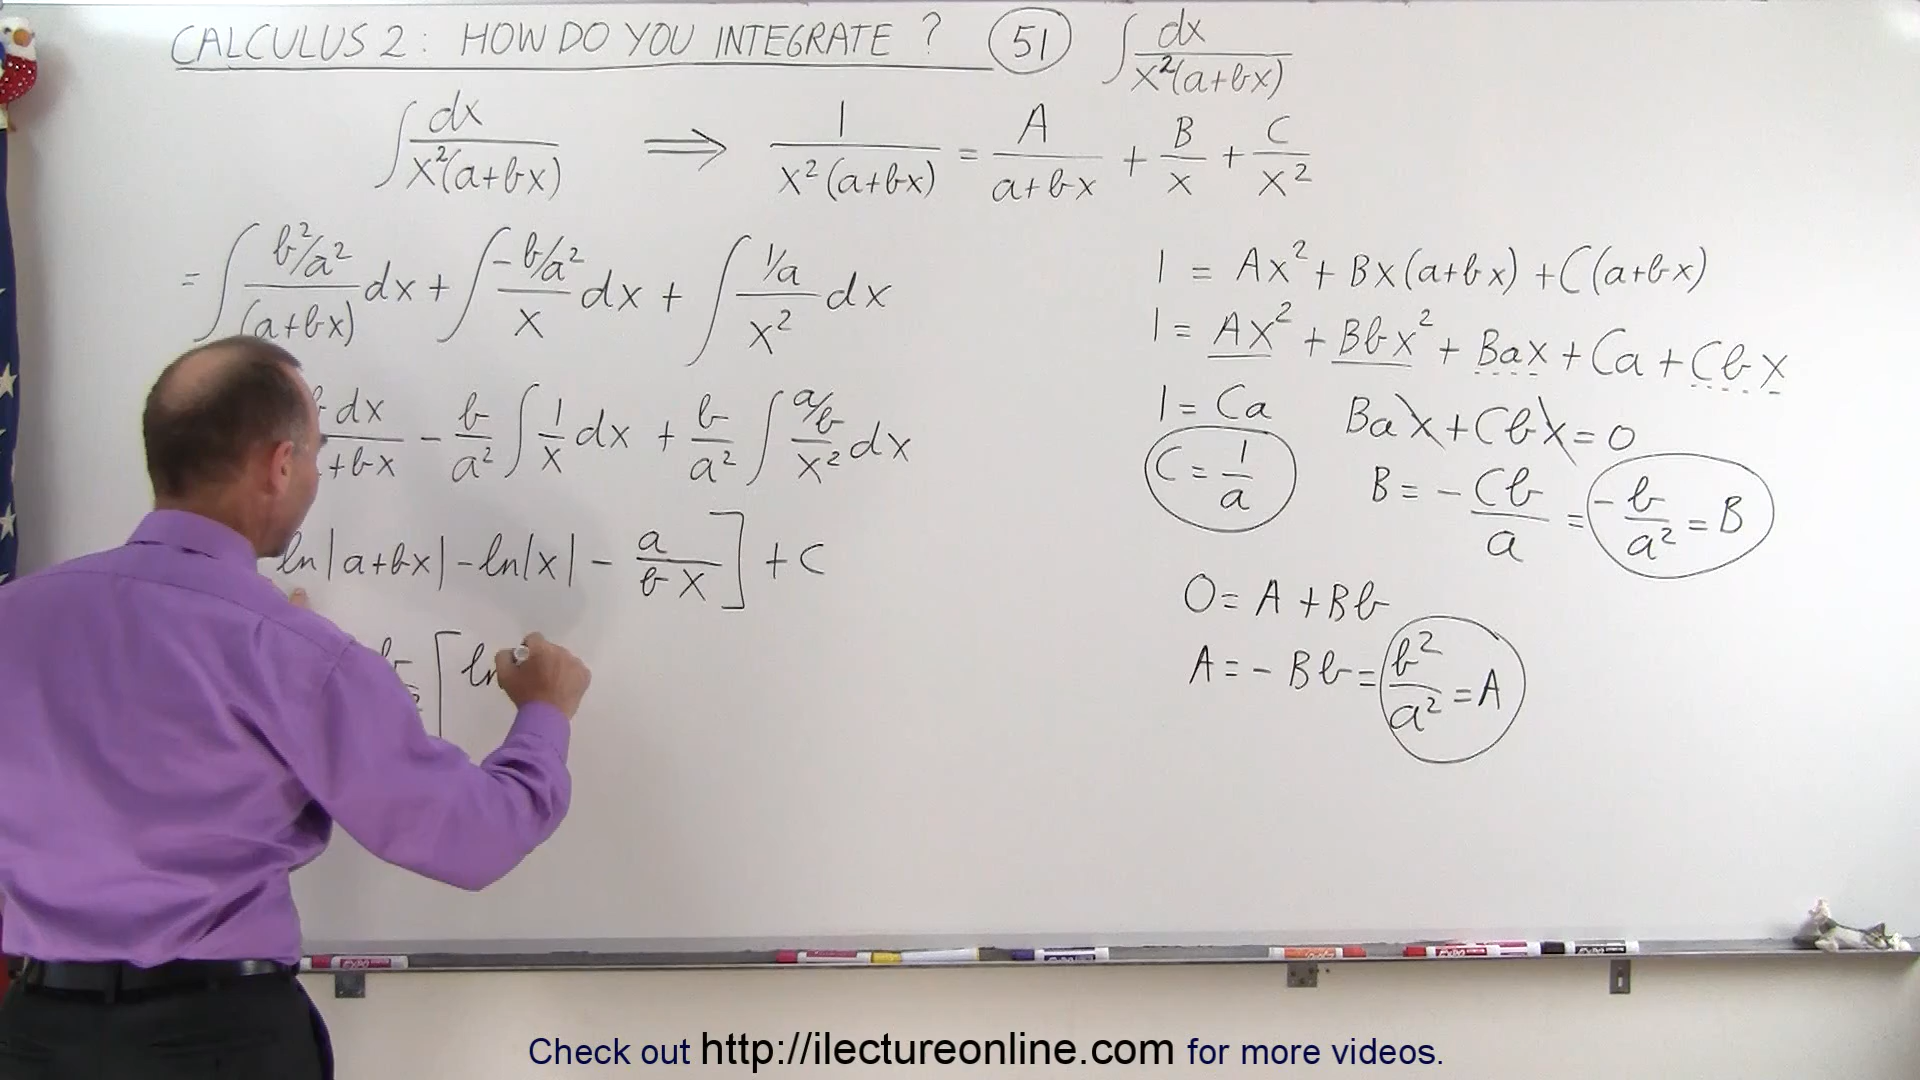 CALCULUS 2 : HOW DO YOU INTEGRATE ? 51 ∫ dx / x²(a+bx)
∫ dx / x²(a+bx) ⟹ 1 / x²(a+bx) = A / a+bx + B / x + C / x²
= ∫ b²/a² / (a+bx) dx + ∫ -b/a² / x dx + ∫ 1/a / x² dx
dx / +bx - b / a² ∫ 1 / x dx + b / a² ∫ a/b / x² dx
ln|a+bx| - ln|x| - a / b x ] + C
[ ln
1 = Ax² + Bx(a+bx) + C(a+bx)
1 = Ax² + Bbx² + Bax + Ca + Cbx
1 = Ca
C = 1 / a
Bax + Cbx = 0
B = - Cb / a = - b / a² = B
0 = A + Bb
A = - Bb = b² / a² = A
EXPO
Check out http://ilectureonline.com for more videos.